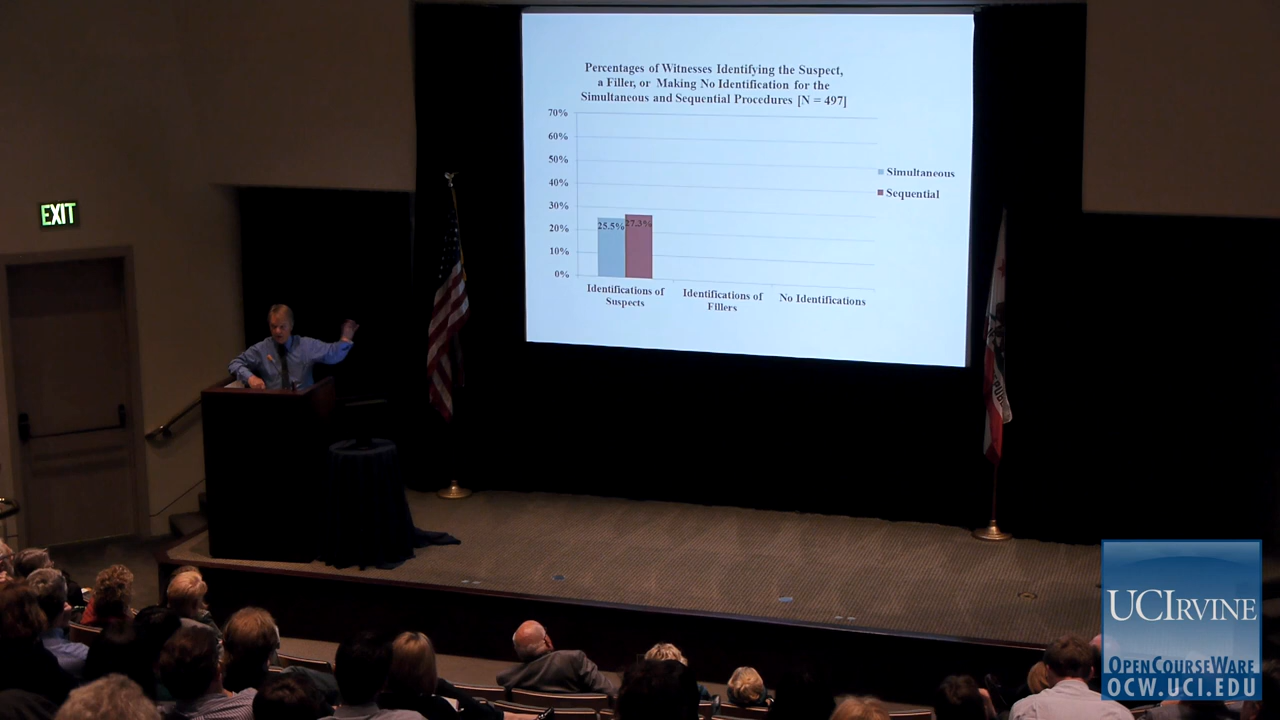 Percentages of Witnesses Identifying the Suspect,
a Filler, or Making No Identification for the
Simultaneous and Sequential Procedures [N = 497]
70%
60%
50%
40%
30%
20%
10%
0%
25.5%
27.3%
Identifications of
Suspects
Identifications of
Fillers
No Identifications
Simultaneous
Sequential
EXIT
UCIRVINE
OPENCOURSEWARE
OCW.UCI.EDU